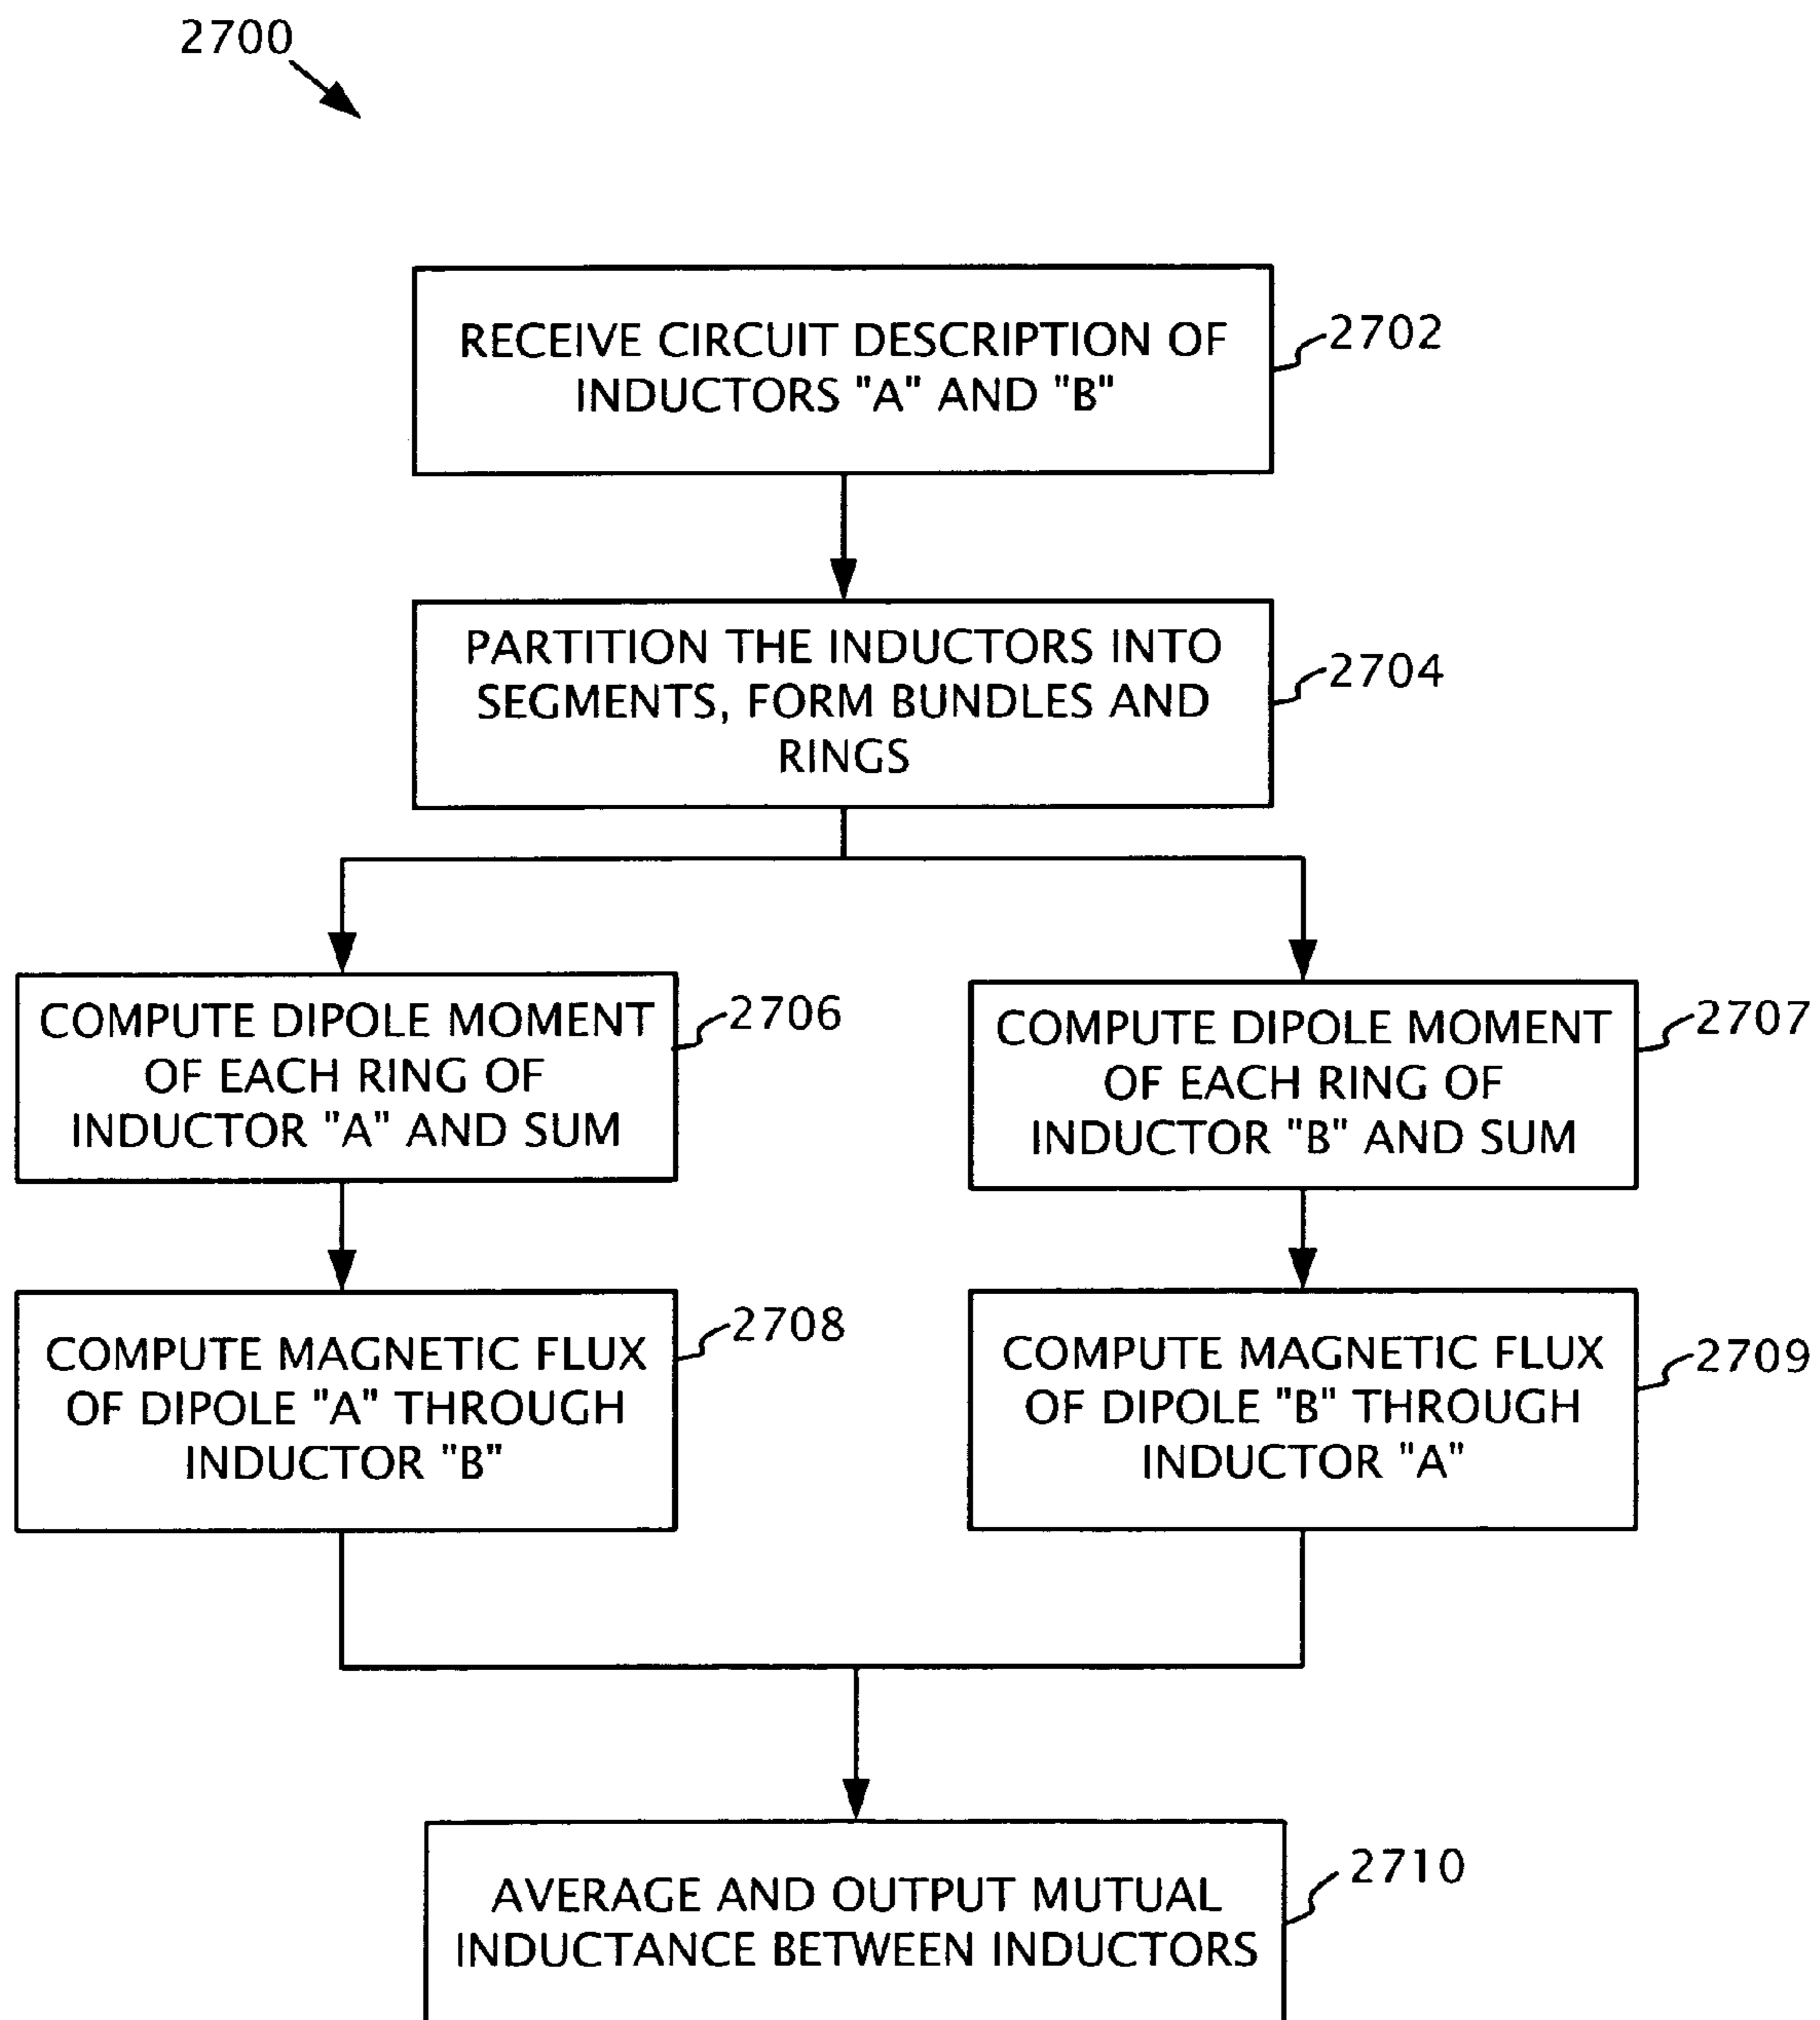 2700
RECEIVE CIRCUIT DESCRIPTION OF
INDUCTORS "A" AND "B"
2702
PARTITION THE INDUCTORS INTO
SEGMENTS, FORM BUNDLES AND
RINGS
2704
COMPUTE DIPOLE MOMENT
OF EACH RING OF
INDUCTOR "A" AND SUM
2706
COMPUTE DIPOLE MOMENT
OF EACH RING OF
INDUCTOR "B" AND SUM
2707
COMPUTE MAGNETIC FLUX
OF DIPOLE "A" THROUGH
INDUCTOR "B"
2708
COMPUTE MAGNETIC FLUX
OF DIPOLE "B" THROUGH
INDUCTOR "A"
2709
AVERAGE AND OUTPUT MUTUAL
INDUCTANCE BETWEEN INDUCTORS
2710